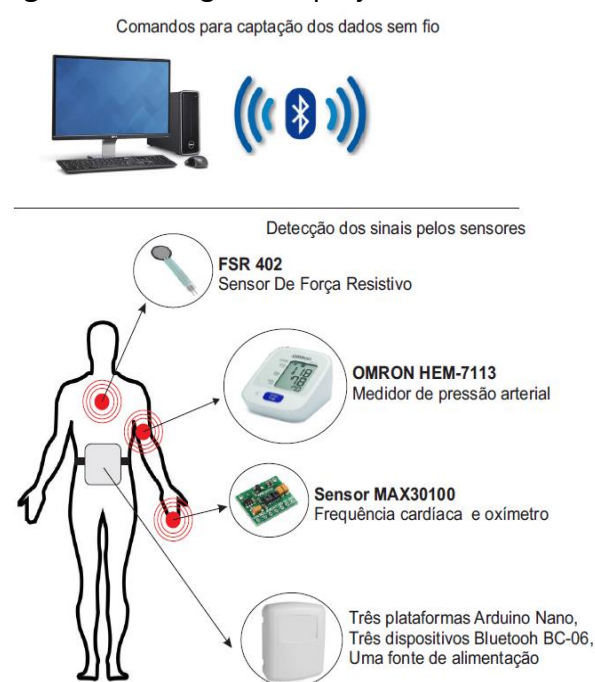 Comandos para captação dos dados sem fio
Detecção dos sinais pelos sensores
FSR 402
Sensor De Força Resistivo
OMRON HEM-7113
Medidor de pressão arterial
Sensor MAX30100
Frequência cardíaca e oxímetro
Três plataformas Arduino Nano,
Três dispositivos Bluetooh BC-06,
Uma fonte de alimentação